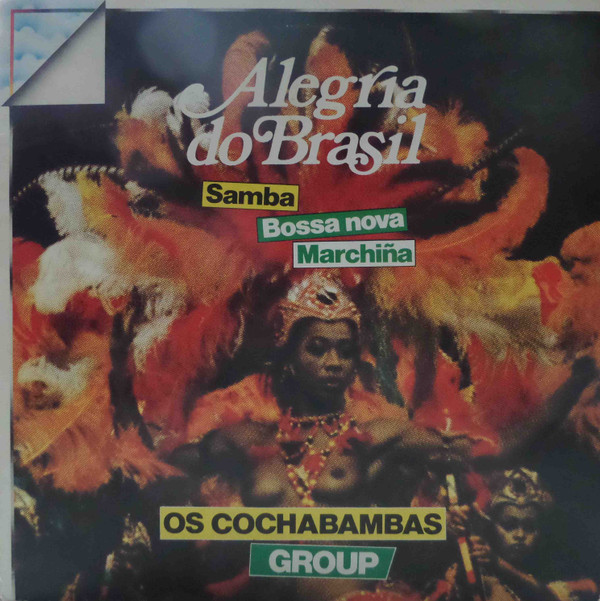 Alegria
do Brasil
Samba
Bossa nova
Marchiña
OS COCHABAMBAS
GROUP